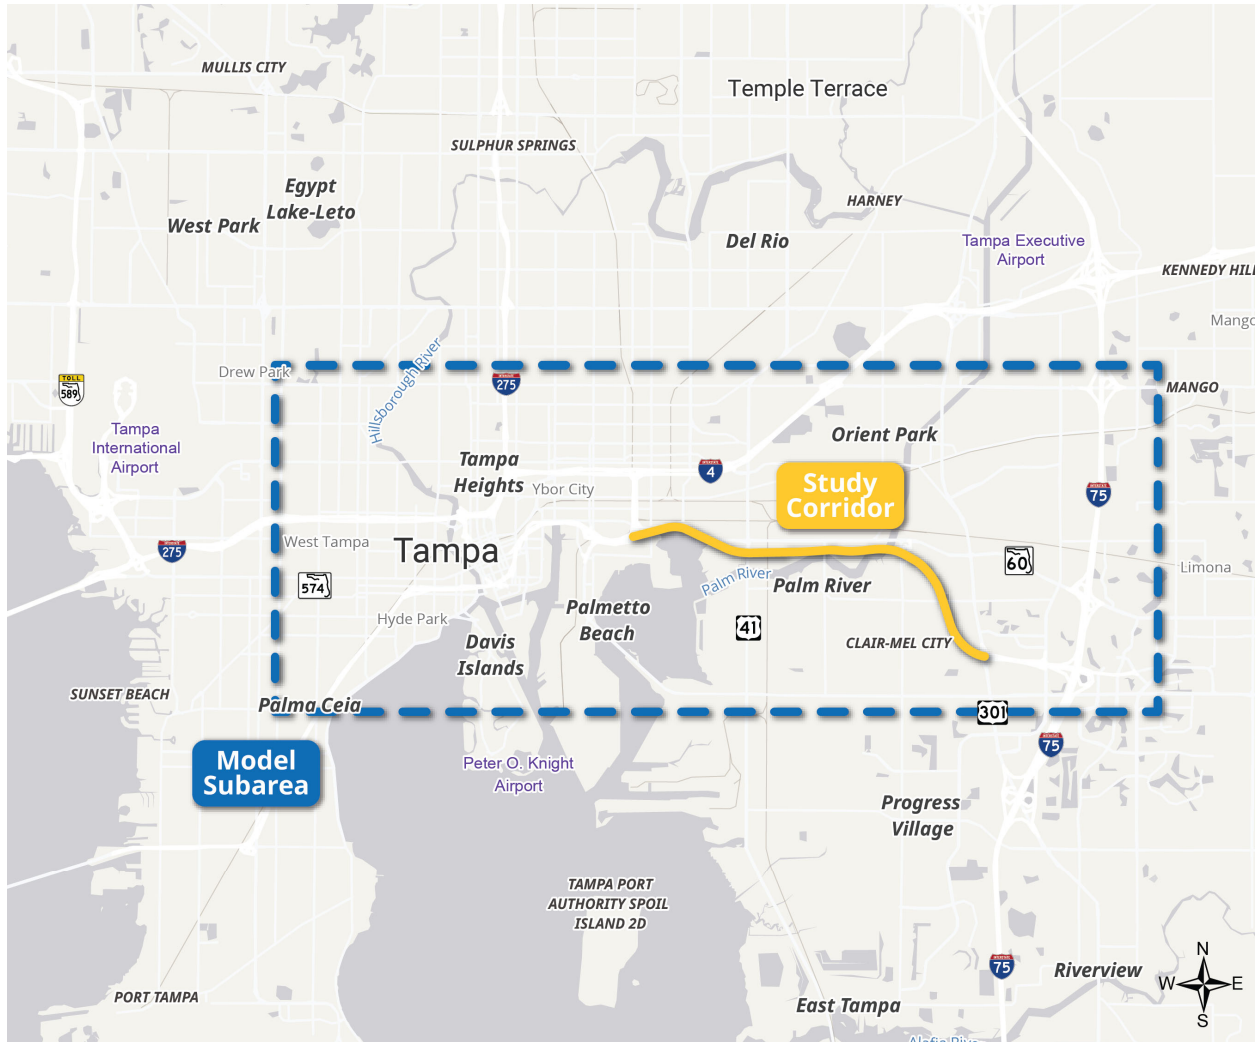 MULLIS CITY
Temple Terrace
SULPHUR SPRINGS
Egypt
Lake-Leto
West Park
HARNEY
Del Rio
Tampa Executive
Airport
KENNEDY HILL
Mango
Hillsborough River
Drew Park
275
TOLL
589
MANGO
Tampa
International
Airport
Orient Park
Tampa
Heights
4
Ybor City
Study
Corridor
75
275
West Tampa
Tampa
60
Limona
574
Palm River
Palm River
Hyde Park
Palmetto
Beach
41
Davis
Islands
CLAIR-MEL CITY
SUNSET BEACH
Palma Ceia
301
75
Model
Subarea
Peter O. Knight
Airport
Progress
Village
TAMPA PORT
AUTHORITY SPOIL
ISLAND 2D
PORT TAMPA
75
Riverview
East Tampa
N
W
E
S